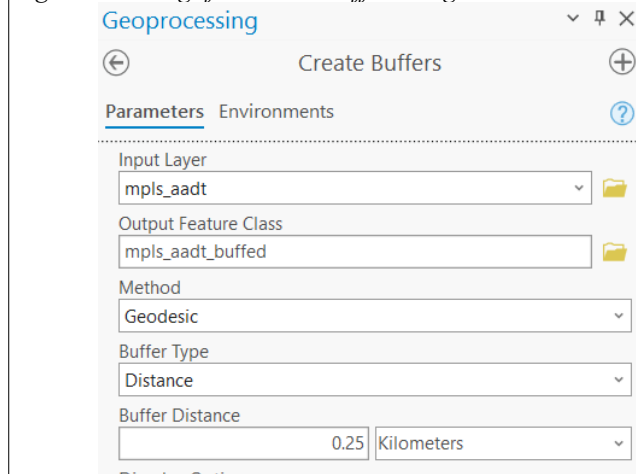 Geoprocessing
Create Buffers
Parameters Environments
Input Layer
mpls_aadt
Output Feature Class
mpls_aadt_buffed
Method
Geodesic
Buffer Type
Distance
Buffer Distance
0.25 Kilometers